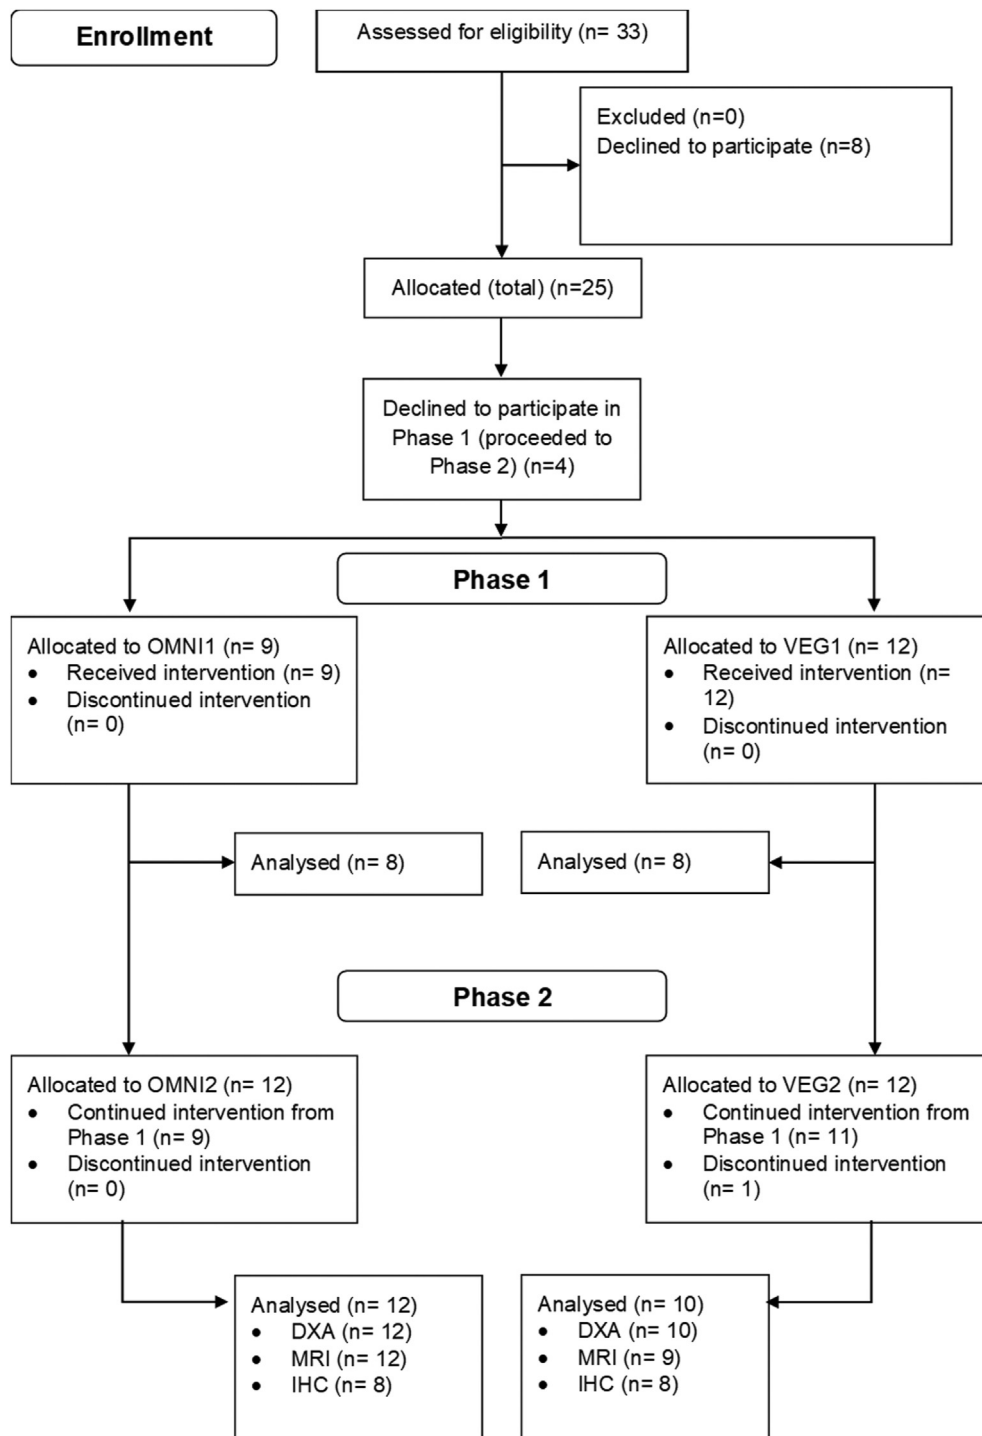 Enrollment
Assessed for eligibility (n= 33)
Excluded (n=0)
Declined to participate (n=8)
Allocated (total) (n=25)
Declined to participate in
Phase 1 (proceeded to
Phase 2) (n=4)
Phase 1
Allocated to OMNI1 (n= 9)
• Received intervention (n= 9)
• Discontinued intervention
(n= 0)
Allocated to VEG1 (n= 12)
• Received intervention (n=
12)
• Discontinued intervention
(n= 0)
Analysed (n= 8)
Analysed (n= 8)
Phase 2
Allocated to OMNI2 (n= 12)
• Continued intervention from
Phase 1 (n= 9)
• Discontinued intervention
(n= 0)
Allocated to VEG2 (n= 12)
• Continued intervention from
Phase 1 (n= 11)
• Discontinued intervention
(n= 1)
Analysed (n= 12)
• DXA (n= 12)
• MRI (n= 12)
• IHC (n= 8)
Analysed (n= 10)
• DXA (n= 10)
• MRI (n= 9)
• IHC (n= 8)